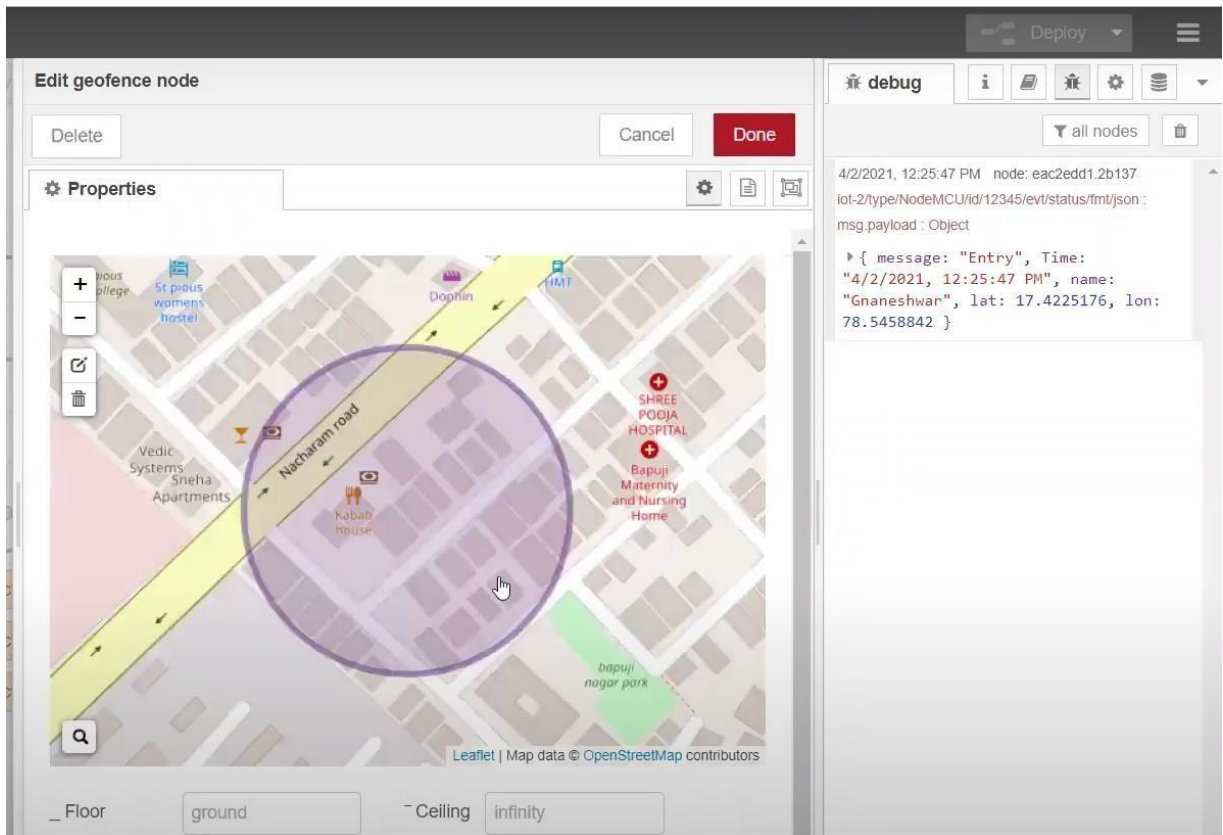 Deploy
Edit geofence node
Delete
Cancel
Done
Properties
debug
i
all nodes
4/2/2021, 12:25:47 PM node: eac2edd1.2b137
iot-2/type/NodeMCU/id/12345/evt/status/fmt/json :
msg.payload : Object
{ message: "Entry", Time:
"4/2/2021, 12:25:47 PM", name:
"Gnaneshwar", lat: 17.4225176, lon:
78.5458842 }
+
−
St pious
womens
hostel
Dophin
HMT
SHREE
POOJA
HOSPITAL
Bapuji
Maternity
and Nursing
Home
Nacharam road
Vedic
Systems
Sneha
Apartments
Kabab
house
bapuji
nagar park
Leaflet | Map data © OpenStreetMap contributors
Floor
ground
Ceiling
infinity